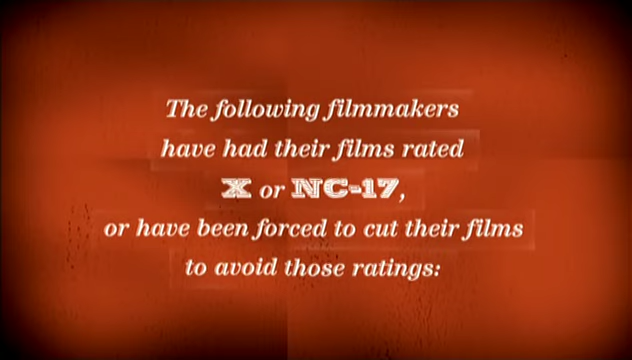 The following filmmakers
have had their films rated
X or NC-17,
or have been forced to cut their films
to avoid those ratings: